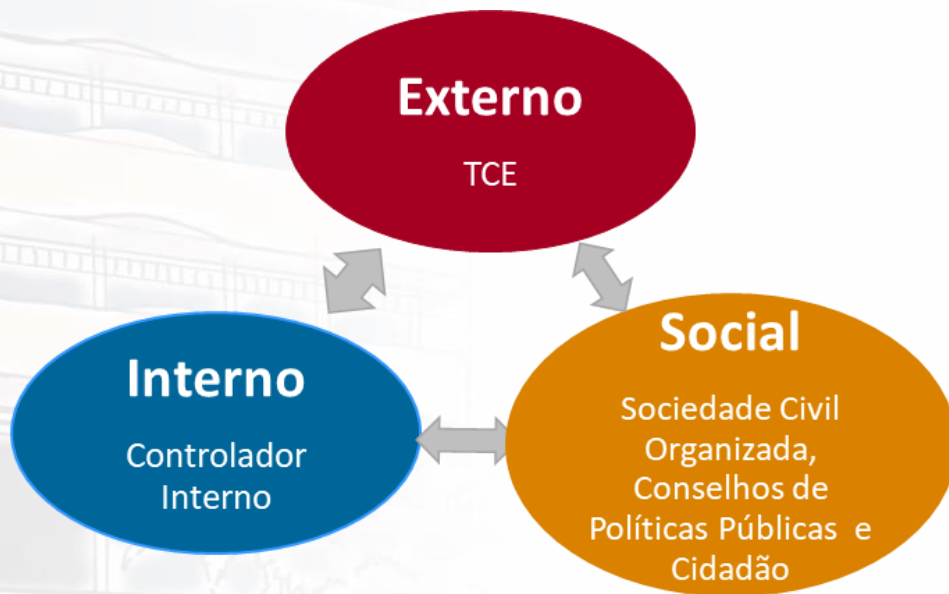 Externo
TCE
Interno
Controlador
Interno
Social
Sociedade Civil
Organizada,
Conselhos de
Políticas Públicas e
Cidadão